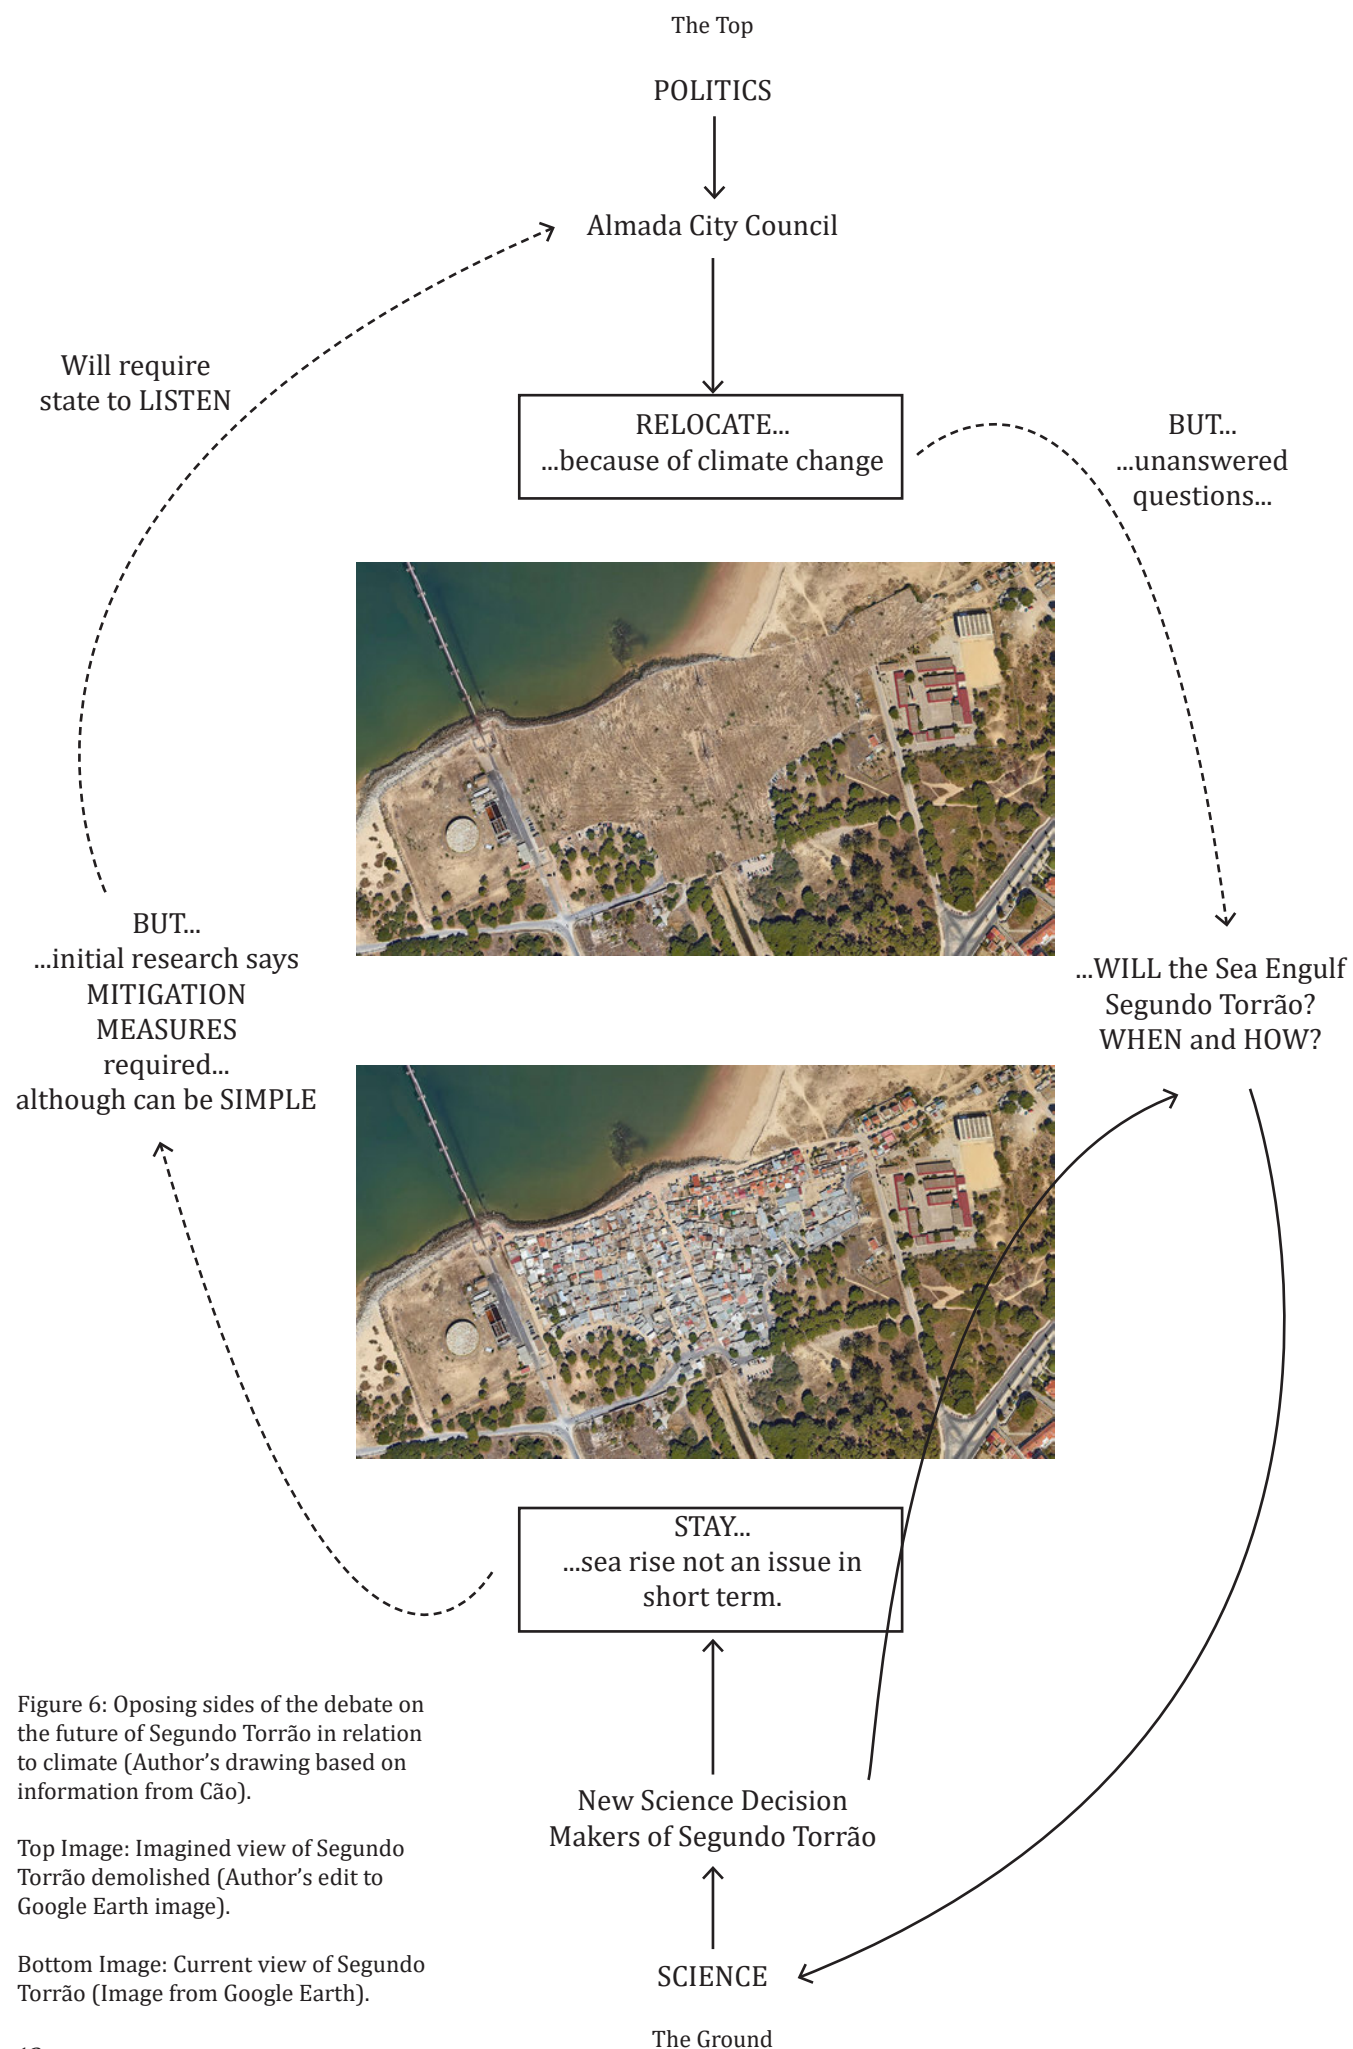 The Top
POLITICS
Almada City Council
Will require
state to LISTEN
RELOCATE...
...because of climate change
BUT...
...unanswered
questions...
BUT...
...initial research says
MITIGATION
MEASURES
required...
although can be SIMPLE
...WILL the Sea Engulf
Segundo Torrão?
WHEN and HOW?
STAY...
...sea rise not an issue in
short term.
Figure 6: Oposing sides of the debate on
the future of Segundo Torrão in relation
to climate (Author's drawing based on
information from Cão).
New Science Decision
Makers of Segundo Torrão
Top Image: Imagined view of Segundo
Torrão demolished (Author's edit to
Google Earth image).
Bottom Image: Current view of Segundo
Torrão (Image from Google Earth).
SCIENCE
The Ground